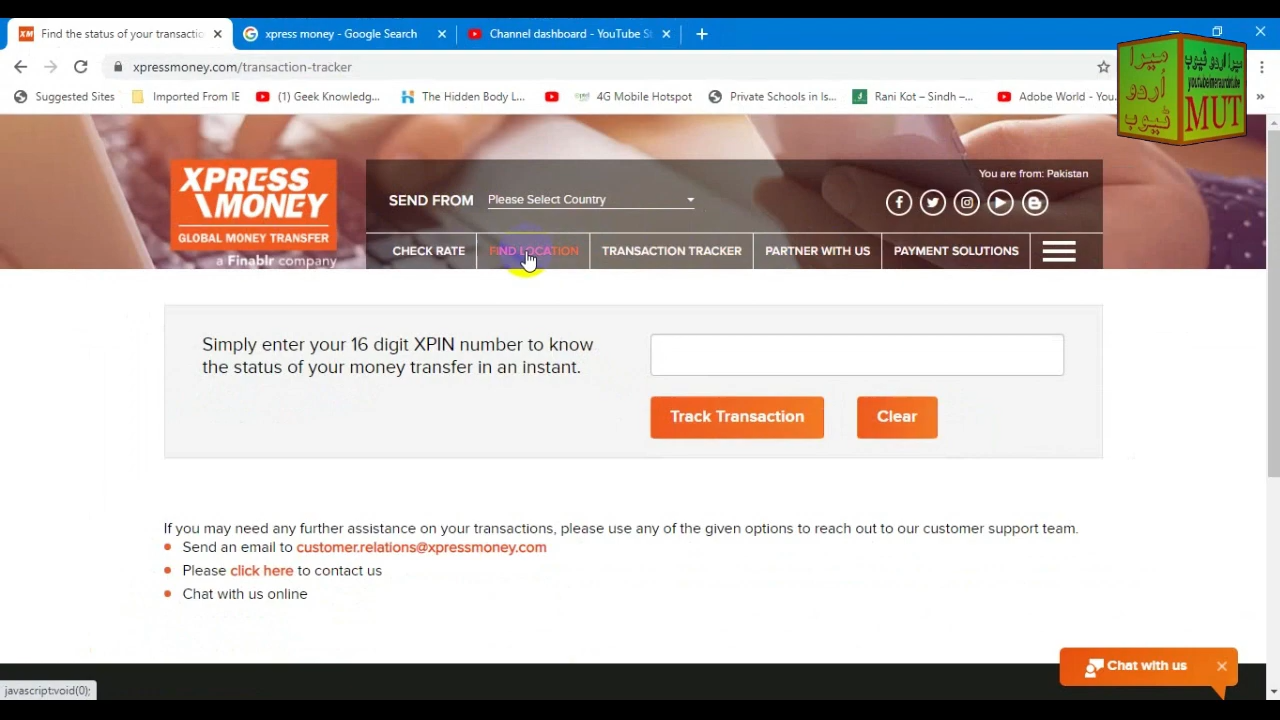 Find the status of your transactio
xpress money - Google Search
Channel dashboard - YouTube S
xpressmoney.com/transaction-tracker
Suggested Sites
Imported From IE
(1) Geek Knowledg...
The Hidden Body L...
4G Mobile Hotspot
Private Schools in Is...
Rani Kot – Sindh –...
Adobe World - You...
میرا اردو ٹیوب
میرا اُردو ٹیوب
MUT
XPRESS
MONEY
GLOBAL MONEY TRANSFER
a Finablr company
You are from: Pakistan
SEND FROM
Please Select Country
CHECK RATE
FIND LOCATION
TRANSACTION TRACKER
PARTNER WITH US
PAYMENT SOLUTIONS
Simply enter your 16 digit XPIN number to know
the status of your money transfer in an instant.
Track Transaction
Clear
If you may need any further assistance on your transactions, please use any of the given options to reach out to our customer support team.
Send an email to customer.relations@xpressmoney.com
Please click here to contact us
Chat with us online
Chat with us
javascript:void(0);